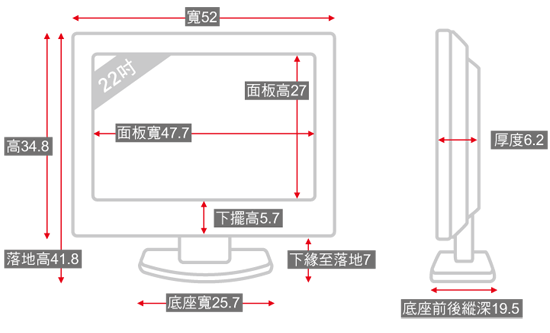 寬52
22吋
面板高27
面板寬47.7
高34.8
厚度6.2
下擺高5.7
落地高41.8
下緣至落地7
底座寬25.7
底座前後縱深19.5